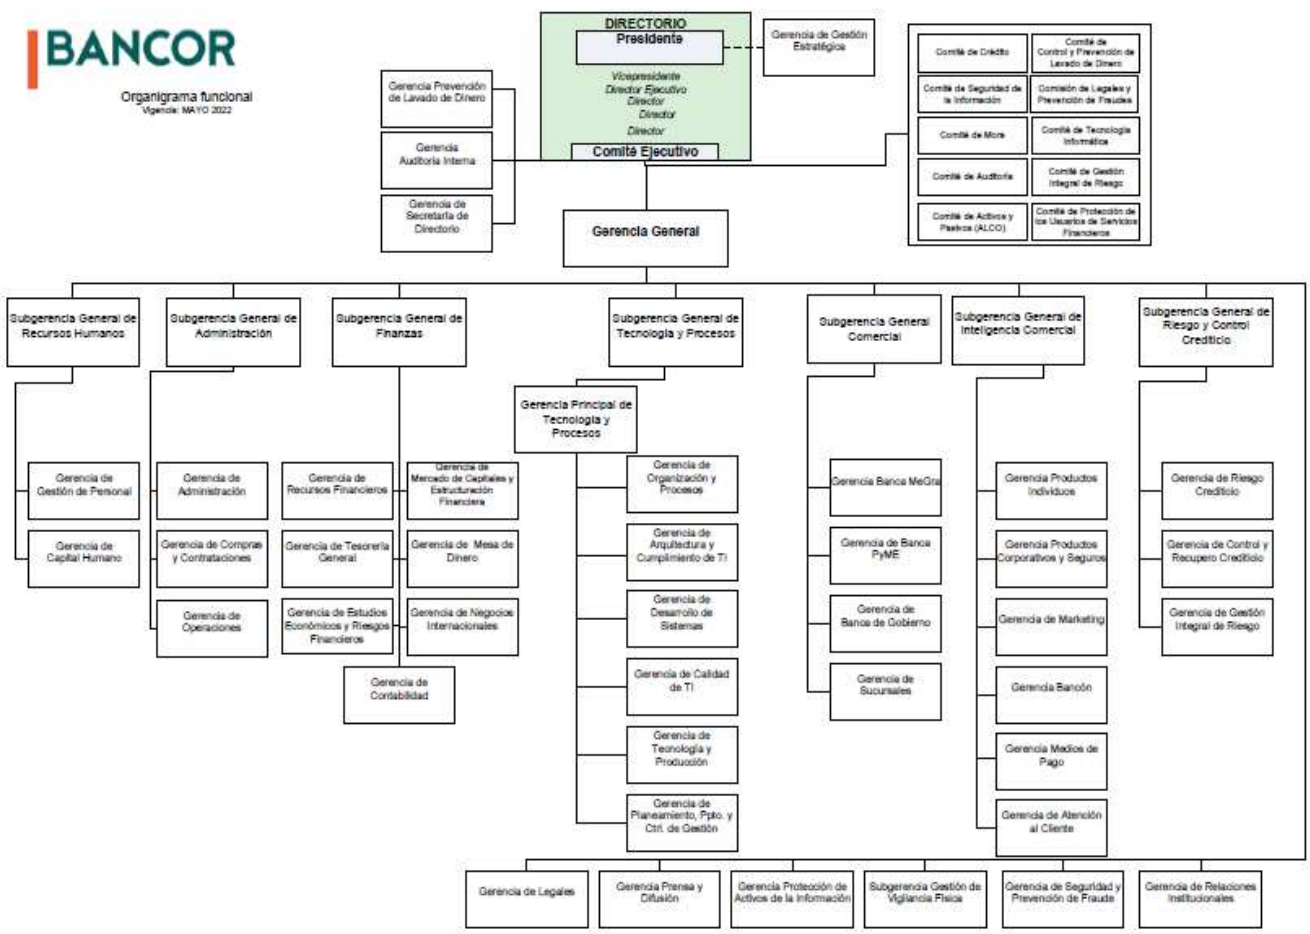 BANCOR
Organigrama funcional
Vigencia: MAYO 2022
DIRECTORIO
Presidente
Vicepresidente
Director Ejecutivo
Director
Director
Director
Comité Ejecutivo
Gerencia de Gestión
Estratégica
Gerencia Prevención
de Lavado de Dinero
Gerencia
Auditoría Interna
Gerencia de
Secretaría de
Directorio
Comité de Crédito
Comité de
Control y Prevención de
Lavado de Dinero
Comité de Seguridad de
la Información
Comisión de Legales y
Prevención de Fraudes
Comité de Mora
Comité de Tecnología
Informática
Comité de Auditoría
Comité de Gestión
Integral de Riesgo
Comité de Activos y
Pasivos (ALCO)
Comité de Protección de
los Usuarios de Servicios
Financieros
Gerencia General
Subgerencia General de
Recursos Humanos
Subgerencia General de
Administración
Subgerencia General de
Finanzas
Subgerencia General de
Tecnología y Procesos
Subgerencia General
Comercial
Subgerencia General de
Inteligencia Comercial
Subgerencia General de
Riesgo y Control
Crediticio
Gerencia Principal de
Tecnología y
Procesos
Gerencia de
Gestión de Personal
Gerencia de
Capital Humano
Gerencia de
Administración
Gerencia de Compras
y Contrataciones
Gerencia de
Operaciones
Gerencia de
Recursos Financieros
Gerencia de Tesorería
General
Gerencia de Estudios
Económicos y Riesgos
Financieros
Gerencia de
Mercado de Capitales y
Estructuración
Financiera
Gerencia de Mesa de
Dinero
Gerencia de Negocios
Internacionales
Gerencia de
Contabilidad
Gerencia de
Organización y
Procesos
Gerencia de
Arquitectura y
Cumplimiento de TI
Gerencia de
Desarrollo de
Sistemas
Gerencia de Calidad
de TI
Gerencia de
Tecnología y
Producción
Gerencia de
Planeamiento, Ppto. y
Ctrl. de Gestión
Gerencia Banca MeGra
Gerencia de Banca
PyME
Gerencia de
Banca de Gobierno
Gerencia de
Sucursales
Gerencia Productos
Individuos
Gerencia Productos
Corporativos y Seguros
Gerencia de Marketing
Gerencia Bancón
Gerencia Medios de
Pago
Gerencia de Atención
al Cliente
Gerencia de Riesgo
Crediticio
Gerencia de Control y
Recupero Crediticio
Gerencia de Gestión
Integral de Riesgo
Gerencia de Legales
Gerencia Prensa y
Difusión
Gerencia Protección de
Activos de la Información
Subgerencia Gestión de
Vigilancia Física
Gerencia de Seguridad y
Prevención de Fraude
Gerencia de Relaciones
Institucionales